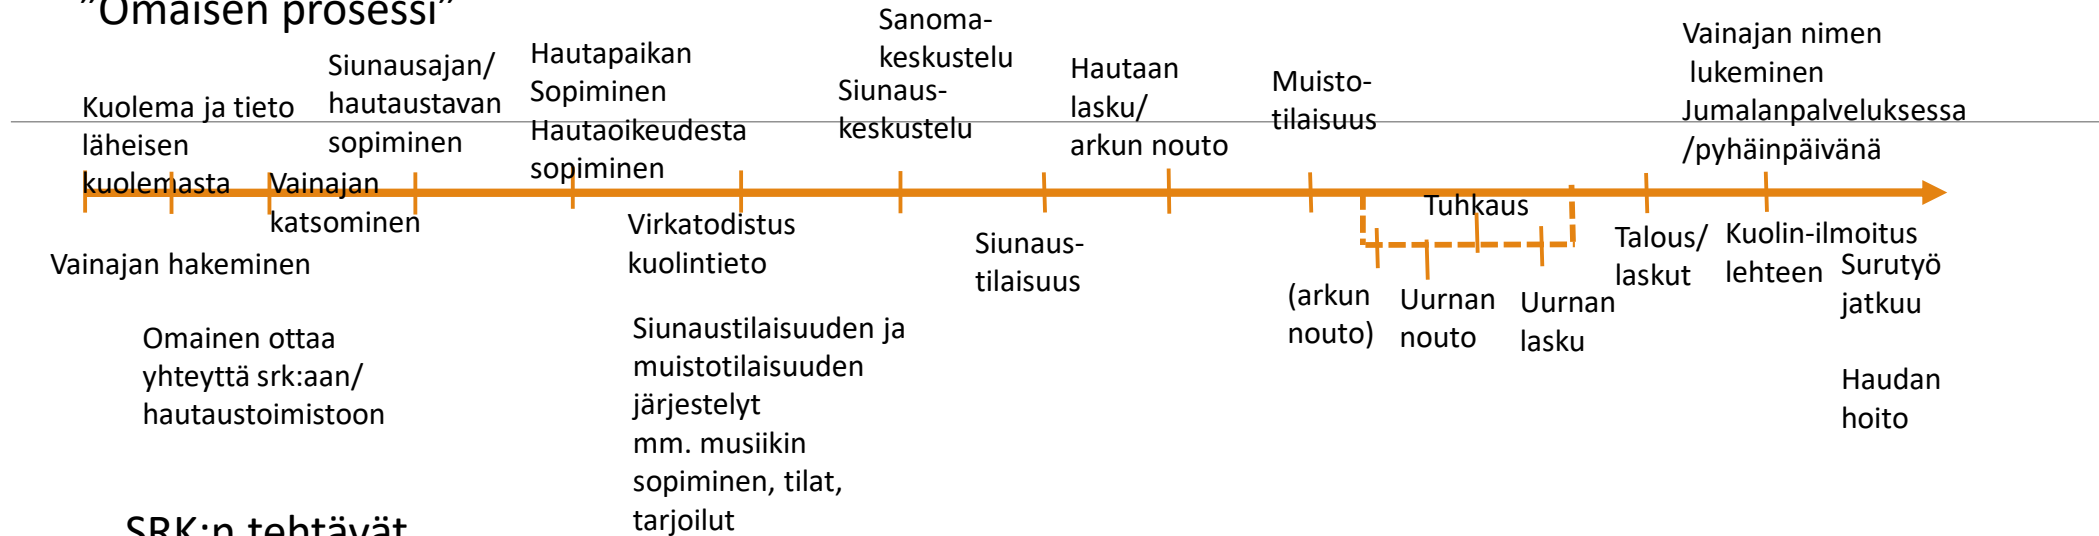 ”Omaisen prosessi”
Kuolema ja tieto
läheisen
kuolemasta
Vainajan hakeminen
Omainen ottaa
yhteyttä srk:aan/
hautaustoimistoon
Vainajan
katsominen
Siunausajan/
hautaustavan
sopiminen
Hautapaikan
Sopiminen
Hautaoikeudesta
sopiminen
Virkatodistus
kuolintieto
Siunaustilaisuuden ja
muistotilaisuuden
järjestelyt
mm. musiikin
sopiminen, tilat,
tarjoilut
Sanoma-
keskustelu
Siunaus-
keskustelu
Siunaus-
tilaisuus
Hautaan
lasku/
arkun nouto
Muisto-
tilaisuus
Tuhkaus
(arkun
nouto)
Uurnan
nouto
Uurnan
lasku
Talous/
laskut
Vainajan nimen
lukeminen
Jumalanpalveluksessa
/pyhäinpäivänä
Kuolin-ilmoitus
lehteen
Surutyö
jatkuu
Haudan
hoito
SRK:n tehtävät